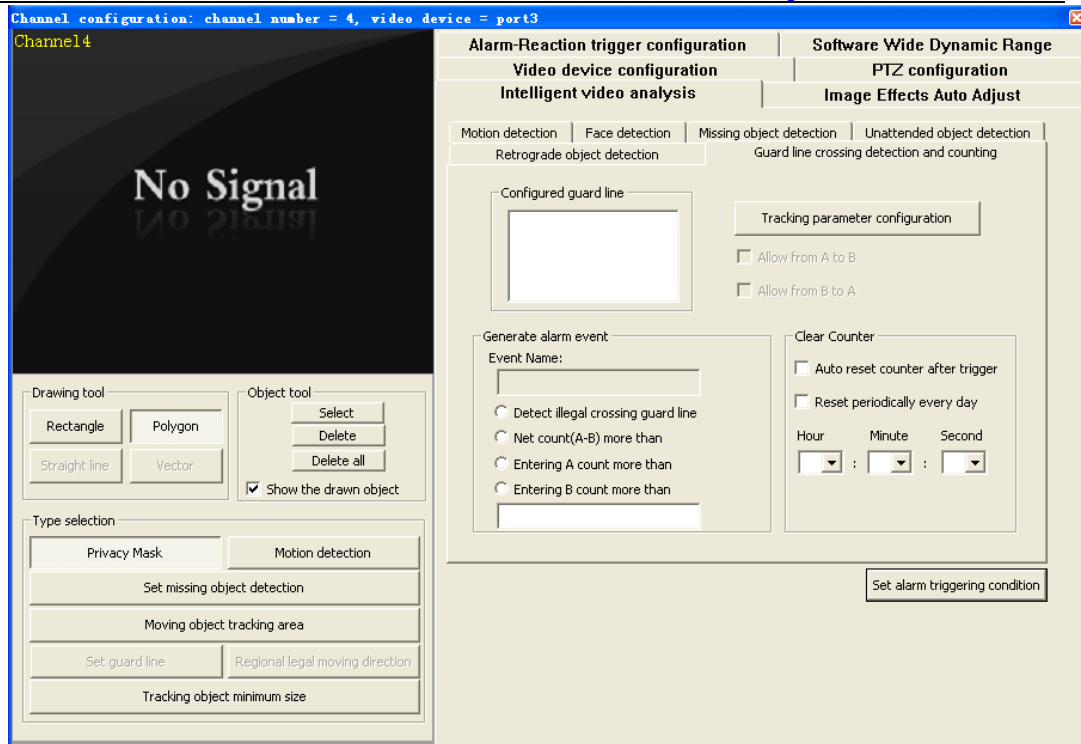 Channel configuration: channel number = 4, video device = port3
Channel4
No Signal
Drawing tool
Rectangle
Polygon
Straight line
Vector
Object tool
Select
Delete
Delete all
Show the drawn object
Type selection
Privacy Mask
Motion detection
Set missing object detection
Moving object tracking area
Set guard line
Regional legal moving direction
Tracking object minimum size
Alarm-Reaction trigger configuration
Software Wide Dynamic Range
Video device configuration
PTZ configuration
Intelligent video analysis
Image Effects Auto Adjust
Motion detection
Face detection
Missing object detection
Unattended object detection
Retrograde object detection
Guard line crossing detection and counting
Configured guard line
Tracking parameter configuration
Allow from A to B
Allow from B to A
Generate alarm event
Event Name:
Detect illegal crossing guard line
Net count(A-B) more than
Entering A count more than
Entering B count more than
Clear Counter
Auto reset counter after trigger
Reset periodically every day
Hour Minute Second
: :
Set alarm triggering condition